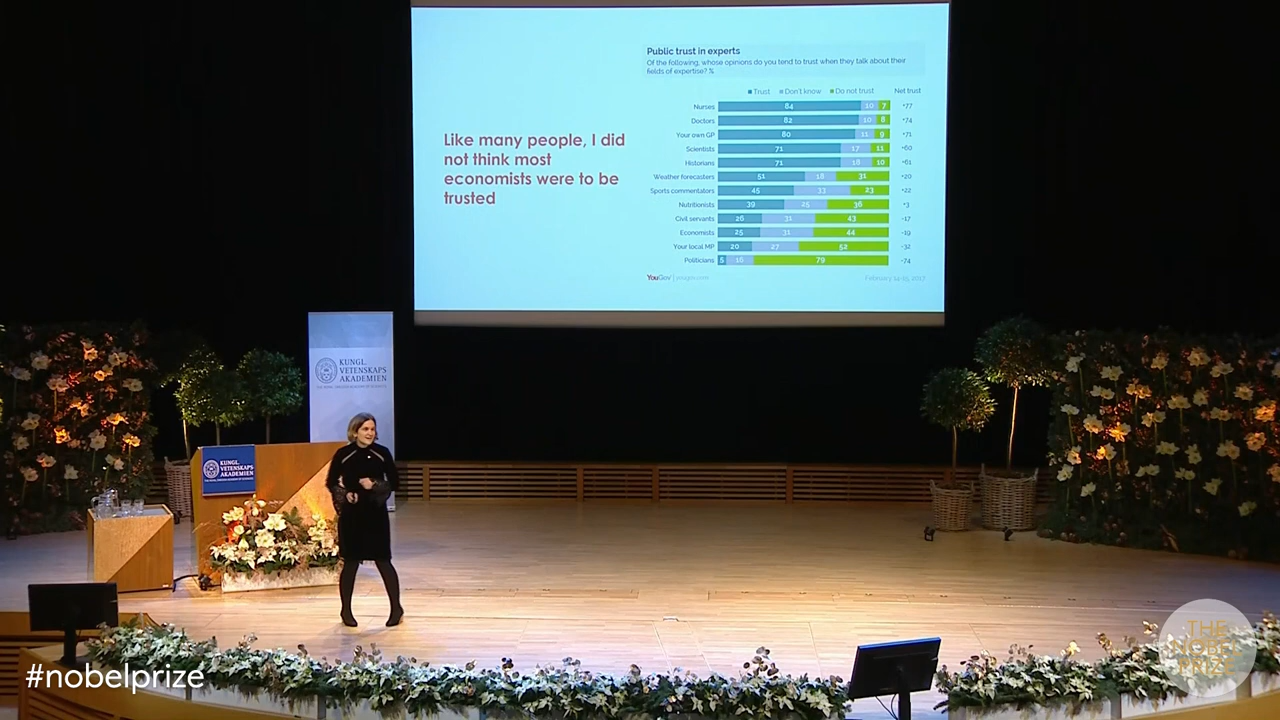 Public trust in experts
Of the following, whose opinions do you tend to trust when they talk about their
fields of expertise? %
Trust Don't know Do not trust Net trust
Nurses 84 10 7 +77
Doctors 82 10 8 +74
Your own GP 80 11 9 +71
Scientists 71 17 11 +60
Historians 71 18 10 +61
Weather forecasters 51 18 31 +20
Sports commentators 45 33 23 +22
Nutritionists 39 25 36 +3
Civil servants 26 31 43 -17
Economists 25 31 44 -19
Your local MP 20 27 52 -32
Politicians 5 16 79 -74
YouGov | yougov.com February 14-15, 2017
Like many people, I did
not think most
economists were to be
trusted
KUNGL.
VETENSKAPS
AKADEMIEN
KUNGL.
VETENSKAPS-
AKADEMIEN
#nobelprize
THE
NOBEL
PRIZE